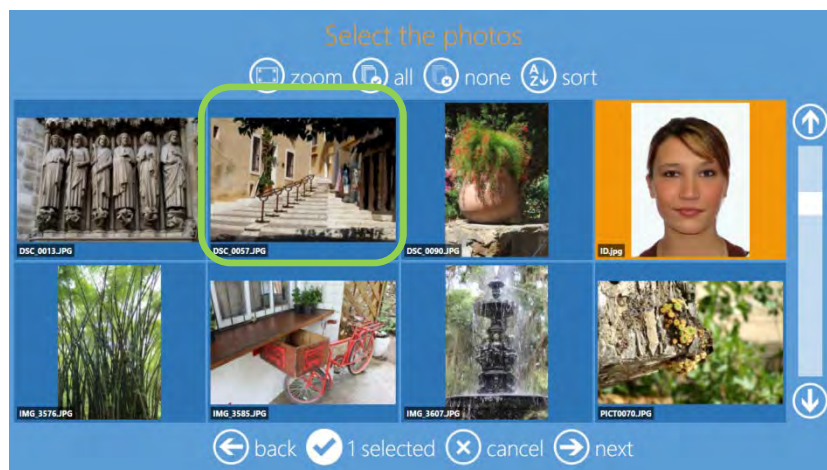 Select the photos
zoom all none sort
DSC_0013.JPG DSC_0057.JPG DSC_0090.JPG ID.jpg
IMG_3576.JPG IMG_3585.JPG IMG_3607.JPG PICT0070.JPG
back 1 selected cancel next